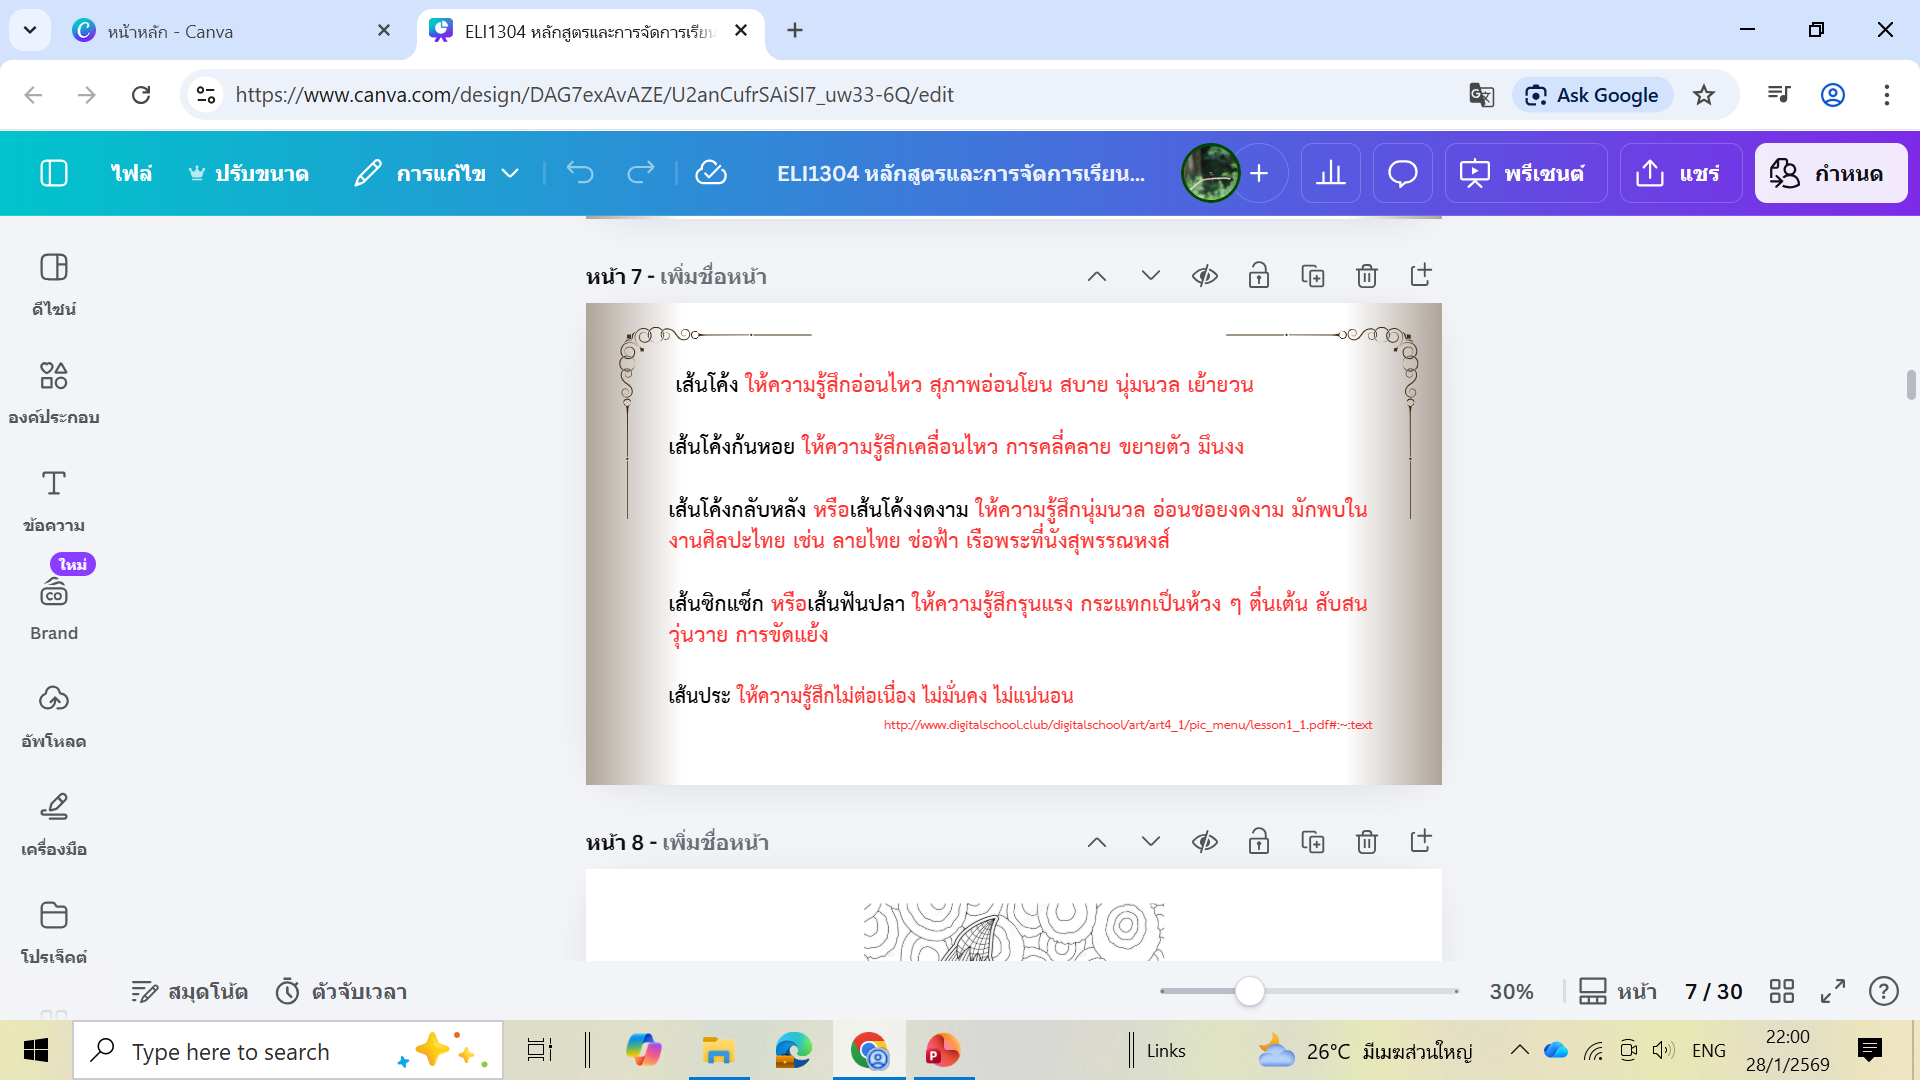 หน้าหลัก - Canva
ELI1304 หลักสูตรและการจัดการเรียน
https://www.canva.com/design/DAG7exAvAZE/U2anCufrSAiSI7_uw33-6Q/edit
Ask Google
ไฟล์
ปรับขนาด
การแก้ไข
ELI1304 หลักสูตรและการจัดการเรียน...
พรีเซนต์
แชร์
กำหนด
ดีไซน์
องค์ประกอบ
ข้อความ
ใหม่
Brand
อัพโหลด
เครื่องมือ
โปรเจ็คต์
หน้า 7 - เพิ่มชื่อหน้า
เส้นโค้ง ให้ความรู้สึกอ่อนไหว สุภาพอ่อนโยน สบาย นุ่มนวล เย้ายวน
เส้นโค้งก้นหอย ให้ความรู้สึกเคลื่อนไหว การคลี่คลาย ขยายตัว มึนงง
เส้นโค้งกลับหลัง หรือเส้นโค้งงดงาม ให้ความรู้สึกนุ่มนวล อ่อนชอยงดงาม มักพบใน
งานศิลปะไทย เช่น ลายไทย ช่อฟ้า เรือพระที่นังสุพรรณหงส์
เส้นซิกแซ็ก หรือเส้นฟันปลา ให้ความรู้สึกรุนแรง กระแทกเป็นห้วง ๆ ตื่นเต้น สับสน
วุ่นวาย การขัดแย้ง
เส้นประ ให้ความรู้สึกไม่ต่อเนื่อง ไม่มั่นคง ไม่แน่นอน
http://www.digitalschool.club/digitalschool/art/art4_1/pic_menu/lesson1_1.pdf#:~:text
หน้า 8 - เพิ่มชื่อหน้า
สมุดโน้ต
ตัวจับเวลา
30%
หน้า
7 / 30
Type here to search
Links
26°C มีเมฆส่วนใหญ่
ENG
22:00
28/1/2569